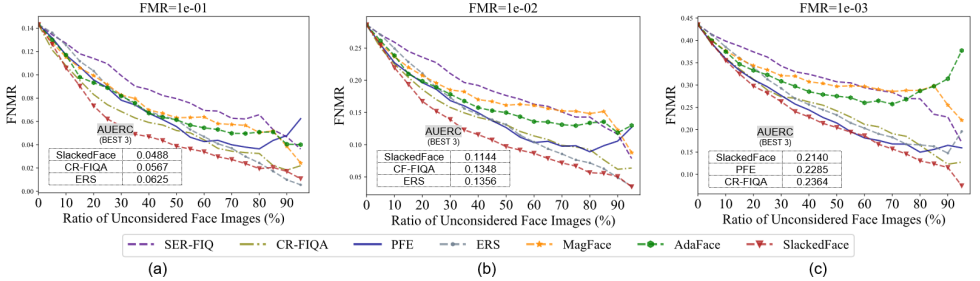 FMR=1e-01
0.14
0.12
0.10
0.08
0.06
0.04
0.02
0.00
FNMR
AUERC
(BEST 3)
SlackedFace 0.0488
CR-FIQA 0.0567
ERS 0.0625
0 10 20 30 40 50 60 70 80 90
Ratio of Unconsidered Face Images (%)
FMR=1e-02
0.25
0.20
0.15
0.10
0.05
FNMR
AUERC
(BEST 3)
SlackedFace 0.1144
CF-FIQA 0.1348
ERS 0.1356
0 10 20 30 40 50 60 70 80 90
Ratio of Unconsidered Face Images (%)
FMR=1e-03
0.45
0.40
0.35
0.30
0.25
0.20
0.15
0.10
FNMR
AUERC
(BEST 3)
SlackedFace 0.2140
PFE 0.2285
CR-FIQA 0.2364
0 10 20 30 40 50 60 70 80 90
Ratio of Unconsidered Face Images (%)
SER-FIQ CR-FIQA PFE ERS MagFace AdaFace SlackedFace
(a) (b) (c)